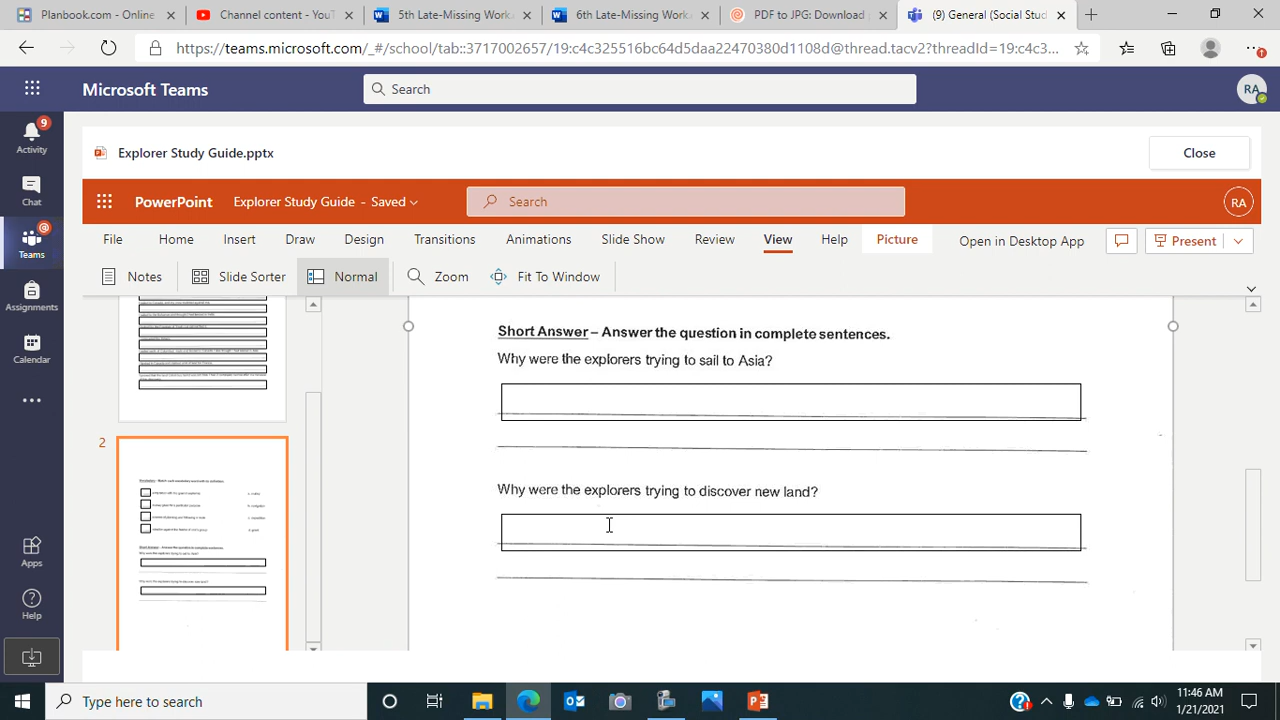 Planbook.com - Online
Channel content - YouT
5th Late-Missing Work
6th Late-Missing Work
PDF to JPG: Download
(9) General (Social Stud
https://teams.microsoft.com/_#/school/tab::3717002657/19:c4c325516bc64d5daa22470380d1108d@thread.tacv2?threadId=19:c4c3...
Microsoft Teams
Search
RA
9
Activity
Chat
@
Teams
Assignments
Calendar
Apps
Help
Explorer Study Guide.pptx
Close
PowerPoint
Explorer Study Guide - Saved
Search
RA
File
Home
Insert
Draw
Design
Transitions
Animations
Slide Show
Review
View
Help
Picture
Open in Desktop App
Present
Notes
Slide Sorter
Normal
Zoom
Fit To Window
2
Short Answer – Answer the question in complete sentences.
Why were the explorers trying to sail to Asia?
Why were the explorers trying to discover new land?
Type here to search
11:46 AM
1/21/2021